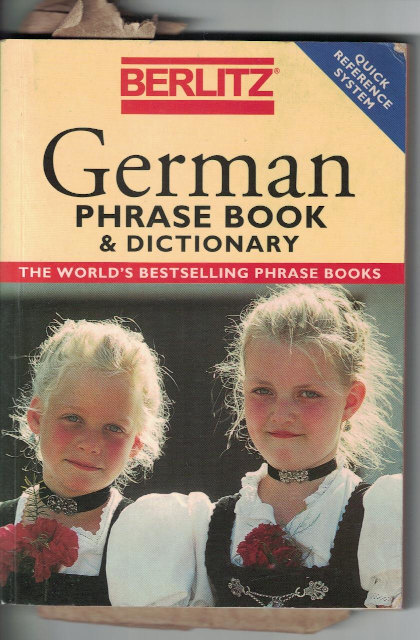 BERLITZ®
QUICK
REFERENCE
SYSTEM
German
PHRASE BOOK
& DICTIONARY
THE WORLD'S BESTSELLING PHRASE BOOKS